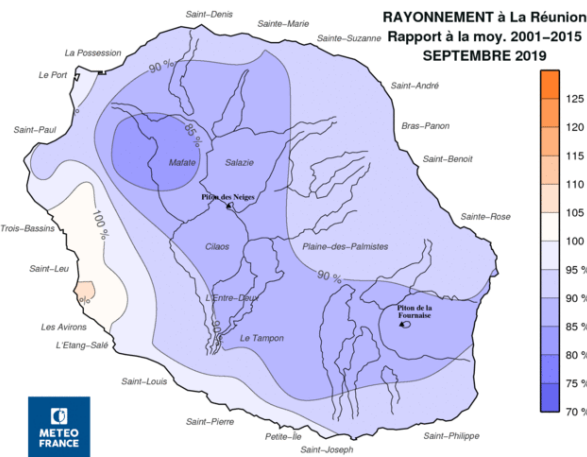 RAYONNEMENT à La Réunion
Rapport à la moy. 2001-2015
SEPTEMBRE 2019
Saint-Denis
Sainte-Marie
Sainte-Suzanne
La Possession
Le Port
Saint-André
Saint-Paul
Bras-Panon
Saint-Benoit
Mafate
Salazie
Piton des Neiges
Sainte-Rose
Trois-Bassins
Cilaos
Plaine-des-Palmistes
Saint-Leu
L'Entre-Deux
Piton de la
Fournaise
Les Avirons
Le Tampon
L'Etang-Salé
Saint-Louis
Saint-Pierre
Petite-Île
Saint-Joseph
Saint-Philippe
90 %
85 %
100 %
90 %
90 %
%
125
120
115
110
105
100
95 %
90 %
85 %
80 %
75 %
70 %
METEO
FRANCE